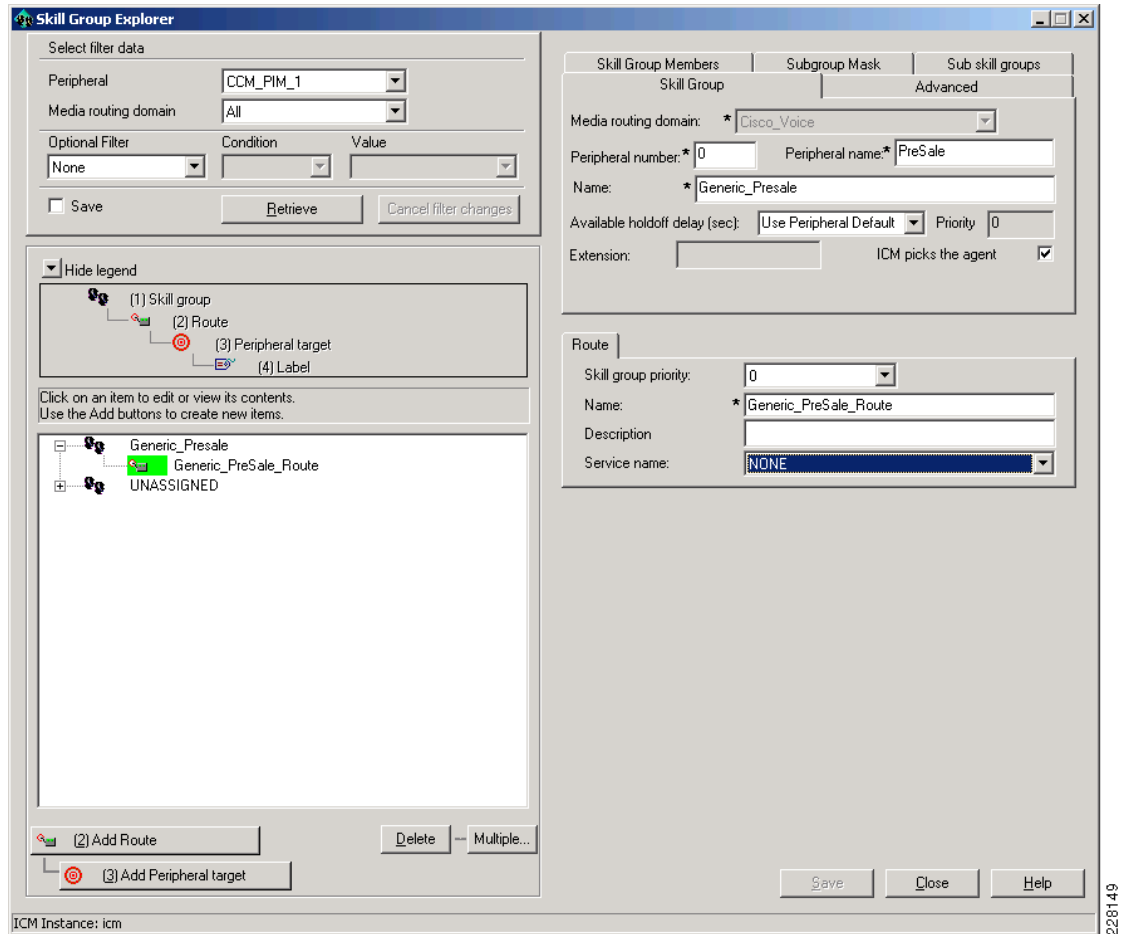 Skill Group Explorer
Select filter data
Peripheral
CCM_PIM_1
Media routing domain
All
Optional Filter
Condition
Value
None
Save
Retrieve
Cancel filter changes
Hide legend
(1) Skill group
(2) Route
(3) Peripheral target
(4) Label
Click on an item to edit or view its contents.
Use the Add buttons to create new items.
Generic_Presale
Generic_PreSale_Route
UNASSIGNED
(2) Add Route
Delete
Multiple...
(3) Add Peripheral target
Skill Group Members
Subgroup Mask
Sub skill groups
Skill Group
Advanced
Media routing domain: * Cisco_Voice
Peripheral number:* 0
Peripheral name:* PreSale
Name: * Generic_Presale
Available holdoff delay (sec): Use Peripheral Default
Priority 0
Extension:
ICM picks the agent
Route
Skill group priority: 0
Name: * Generic_PreSale_Route
Description
Service name: NONE
Save
Close
Help
ICM Instance: icm
228149